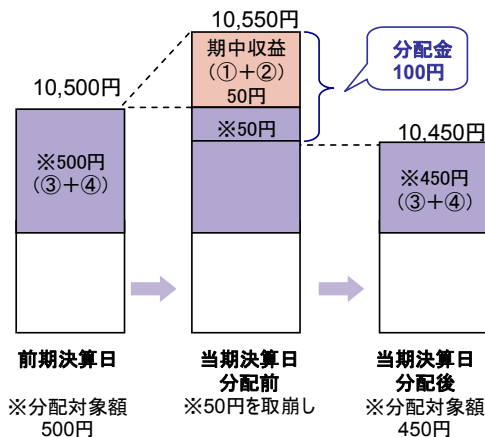 10,550円
期中収益
(①+②)
50円
分配金
100円
10,500円
※50円
10,450円
※500円
(③+④)
※450円
(③+④)
前期決算日
当期決算日
分配前
当期決算日
分配後
※分配対象額
500円
※50円を取崩し
※分配対象額
450円